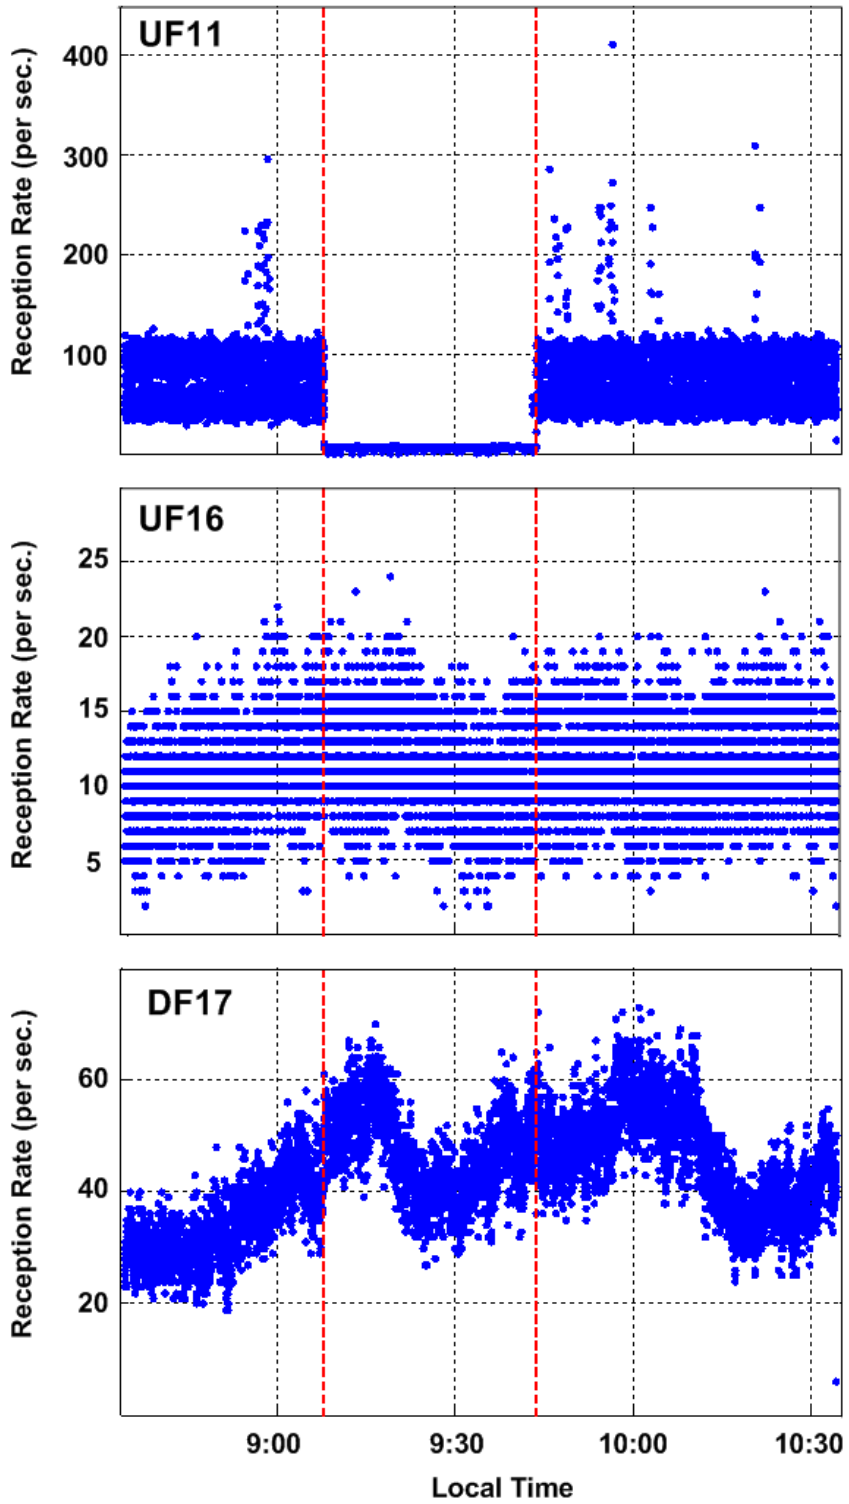 UF11
Reception Rate (per sec.)
400
300
200
100
UF16
Reception Rate (per sec.)
25
20
15
10
5
DF17
Reception Rate (per sec.)
60
40
20
9:00 9:30 10:00 10:30
Local Time